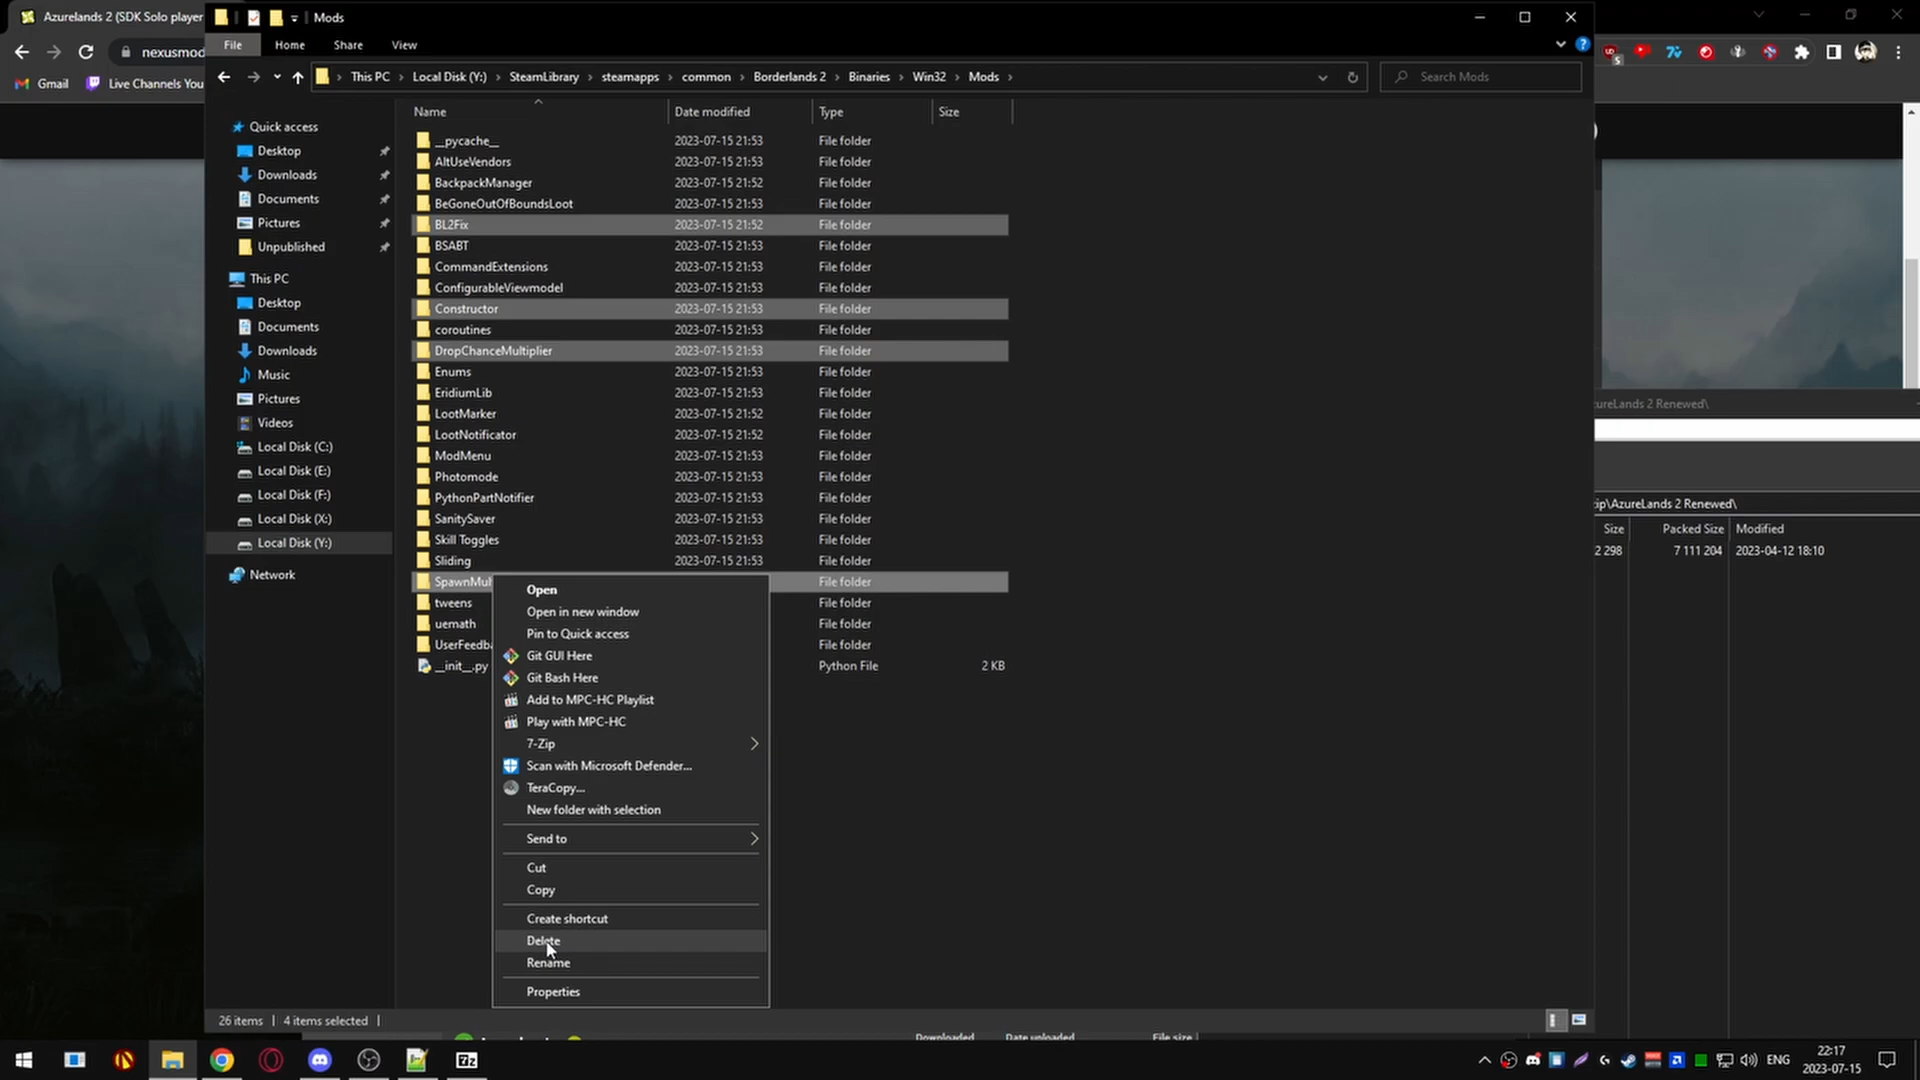 Azurelands 2 (SDK Solo player
Mods
File Home Share View
nexusmod
This PC > Local Disk (Y:) > SteamLibrary > steamapps > common > Borderlands 2 > Binaries > Win32 > Mods >
Search Mods
Gmail Live Channels You
Name Date modified Type Size
Quick access
Desktop
Downloads
Documents
Pictures
Unpublished
This PC
Desktop
Documents
Downloads
Music
Pictures
Videos
Local Disk (C:)
Local Disk (E:)
Local Disk (F:)
Local Disk (X:)
Local Disk (Y:)
Network
__pycache__ 2023-07-15 21:53 File folder
AltUseVendors 2023-07-15 21:53 File folder
BackpackManager 2023-07-15 21:52 File folder
BeGoneOutOfBoundsLoot 2023-07-15 21:53 File folder
BL2Fix 2023-07-15 21:52 File folder
BSABT 2023-07-15 21:53 File folder
CommandExtensions 2023-07-15 21:53 File folder
ConfigurableViewmodel 2023-07-15 21:53 File folder
Constructor 2023-07-15 21:53 File folder
coroutines 2023-07-15 21:53 File folder
DropChanceMultiplier 2023-07-15 21:53 File folder
Enums 2023-07-15 21:53 File folder
EridiumLib 2023-07-15 21:53 File folder
LootMarker 2023-07-15 21:52 File folder
LootNotificator 2023-07-15 21:52 File folder
ModMenu 2023-07-15 21:53 File folder
Photomode 2023-07-15 21:53 File folder
PythonPartNotifier 2023-07-15 21:53 File folder
SanitySaver 2023-07-15 21:53 File folder
Skill Toggles 2023-07-15 21:53 File folder
Sliding 2023-07-15 21:53 File folder
SpawnMul File folder
tweens File folder
uemath File folder
UserFeedba File folder
__init__.py Python File 2 KB
Open
Open in new window
Pin to Quick access
Git GUI Here
Git Bash Here
Add to MPC-HC Playlist
Play with MPC-HC
7-Zip
Scan with Microsoft Defender...
TeraCopy...
New folder with selection
Send to
Cut
Copy
Create shortcut
Delete
Rename
Properties
ureLands 2 Renewed\
ip\AzureLands 2 Renewed\
Size Packed Size Modified
2 298 7 111 204 2023-04-12 18:10
26 items 4 items selected
Downloaded Date uploaded File size
ENG
22:17
2023-07-15